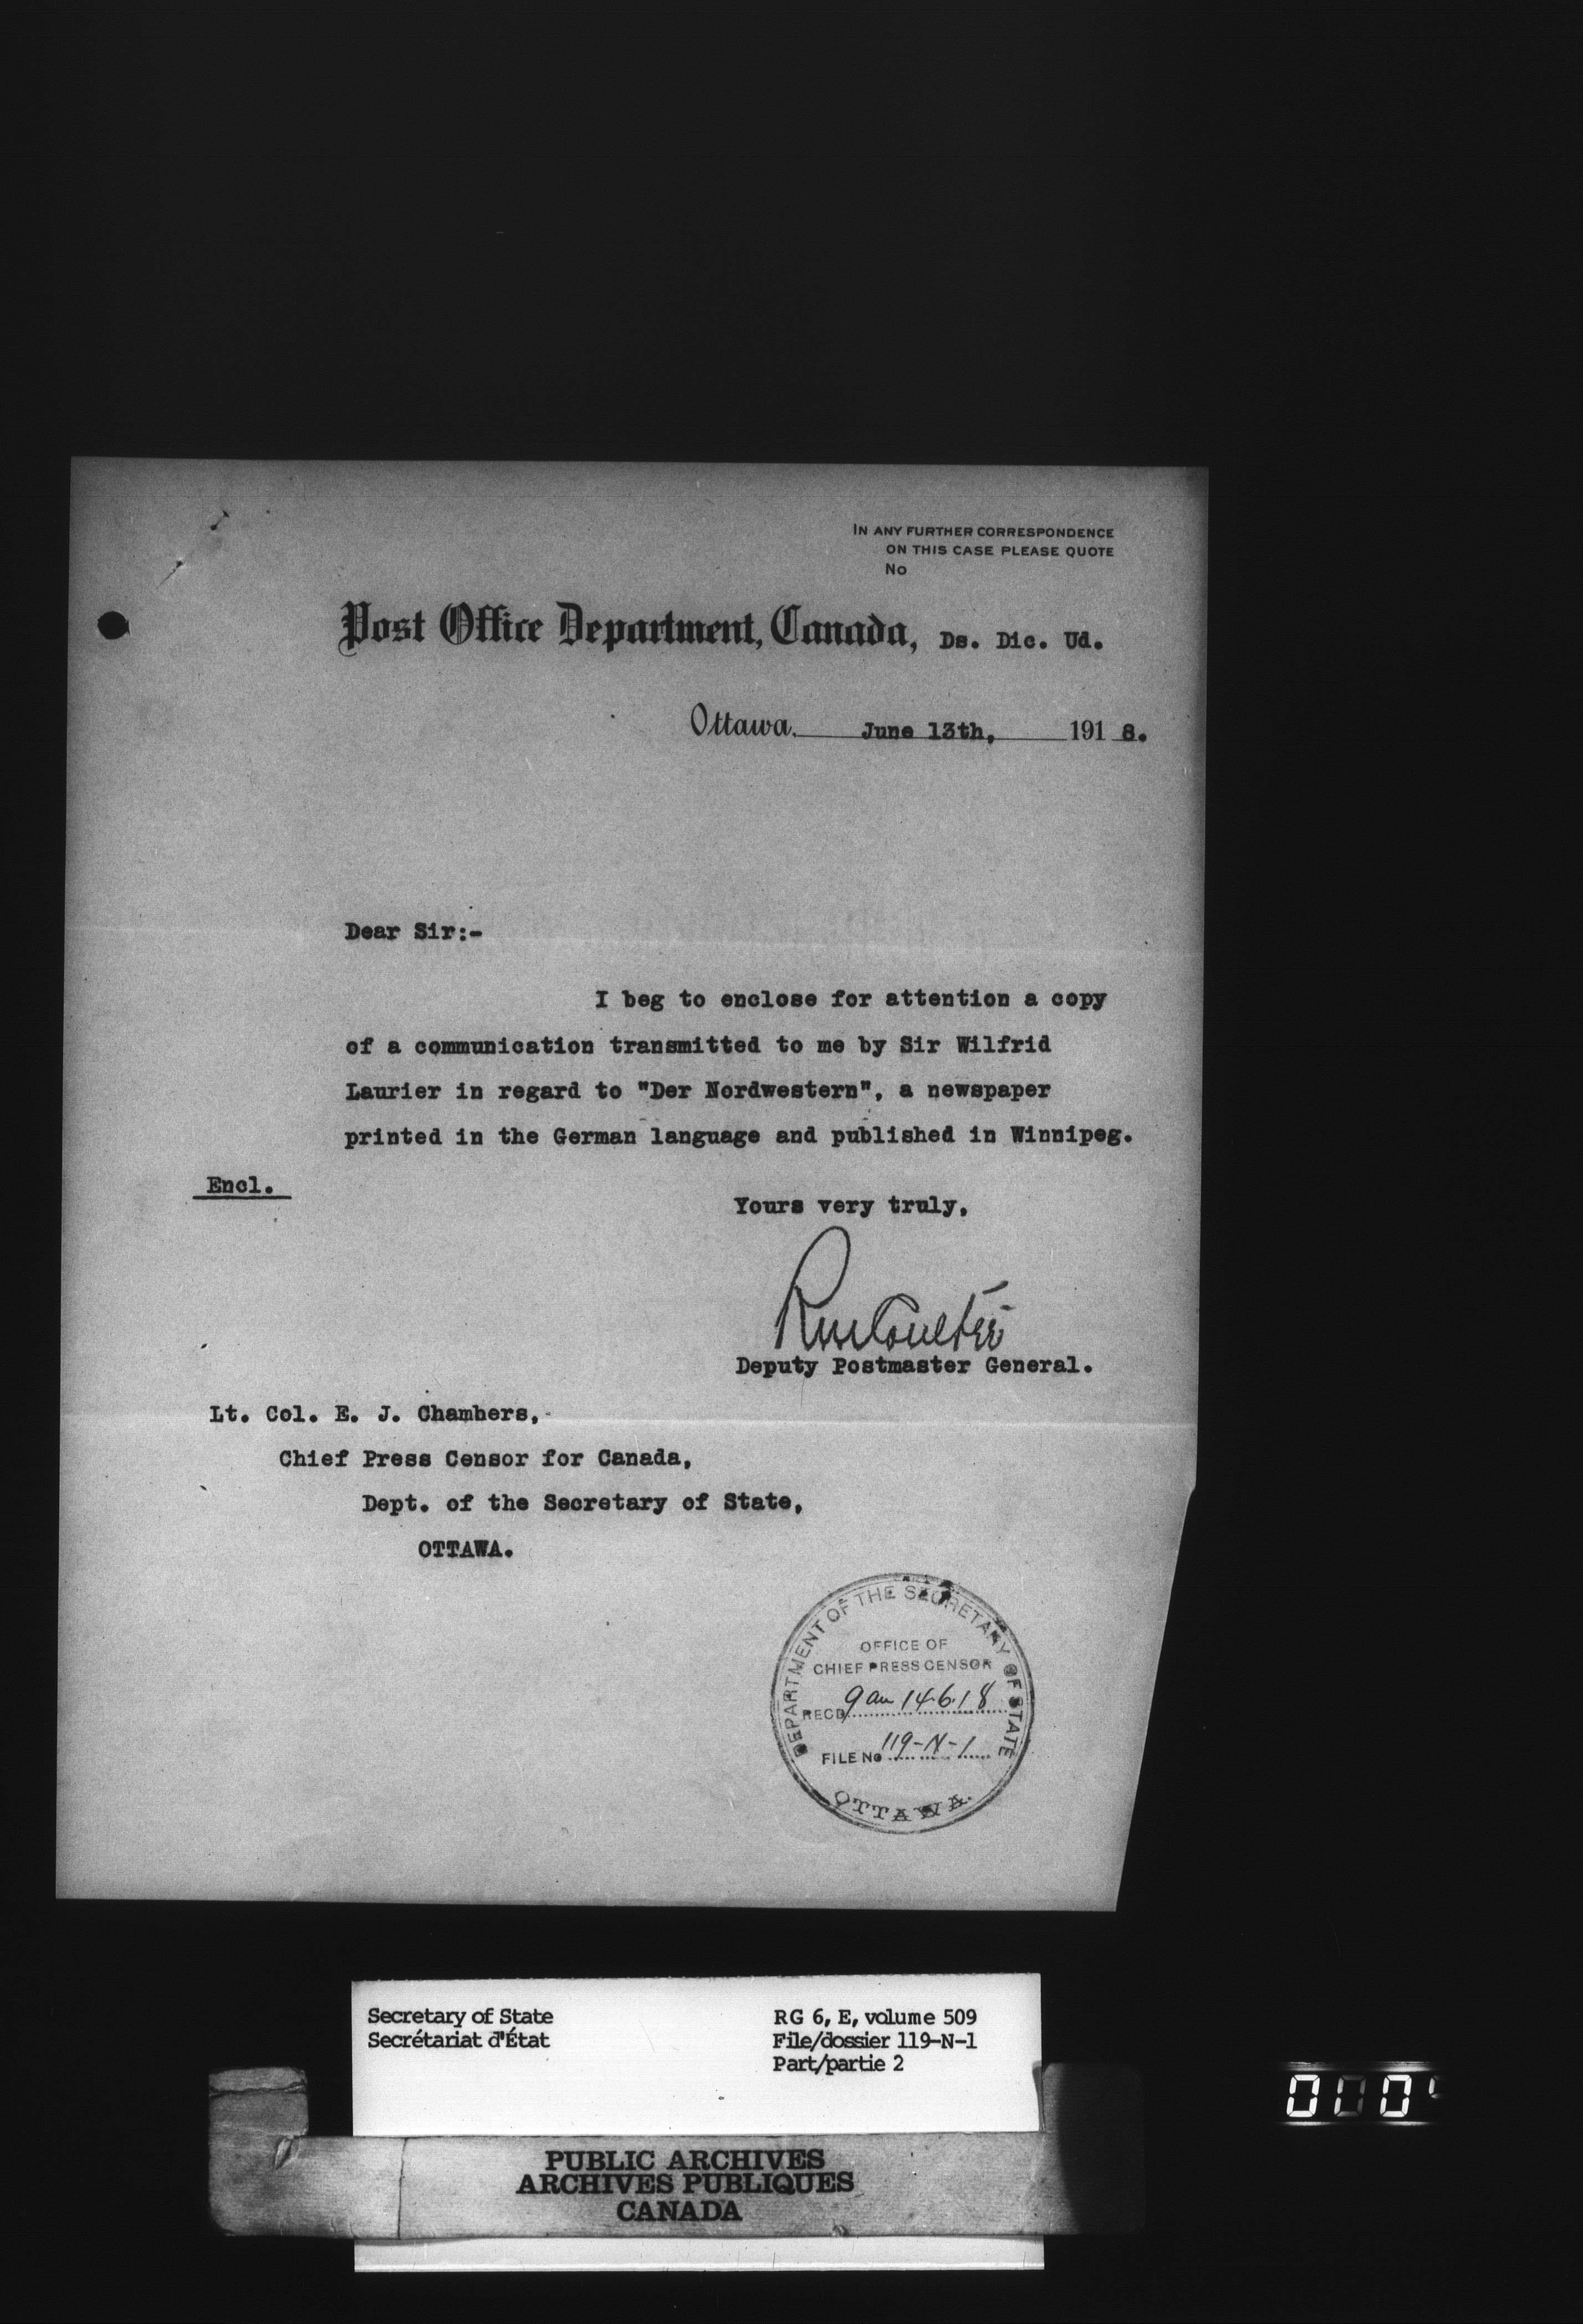 IN ANY FURTHER CORRESPONDENCE
ON THIS CASE PLEASE QUOTE
No
Post Office Department, Canada, Ds. Dic. Ud.
Ottawa. June 13th, 1918.
Dear Sir:-
I beg to enclose for attention a copy
of a communication transmitted to me by Sir Wilfrid
Laurier in regard to "Der Nordwestern", a newspaper
printed in the German language and published in Winnipeg.
Encl.
Yours very truly,
RmCoulter
Deputy Postmaster General.
Lt. Col. E. J. Chambers,
Chief Press Censor for Canada,
Dept. of the Secretary of State,
OTTAWA.
DEPARTMENT OF THE SECRETARY OF STATE
OFFICE OF
CHIEF PRESS CENSOR
RECD 9am 14.6.18
FILE No 119-N-1
OTTAWA.
Secretary of State
Secrétariat d'État
RG 6, E, volume 509
File/dossier 119-N-1
Part/partie 2
PUBLIC ARCHIVES
ARCHIVES PUBLIQUES
CANADA